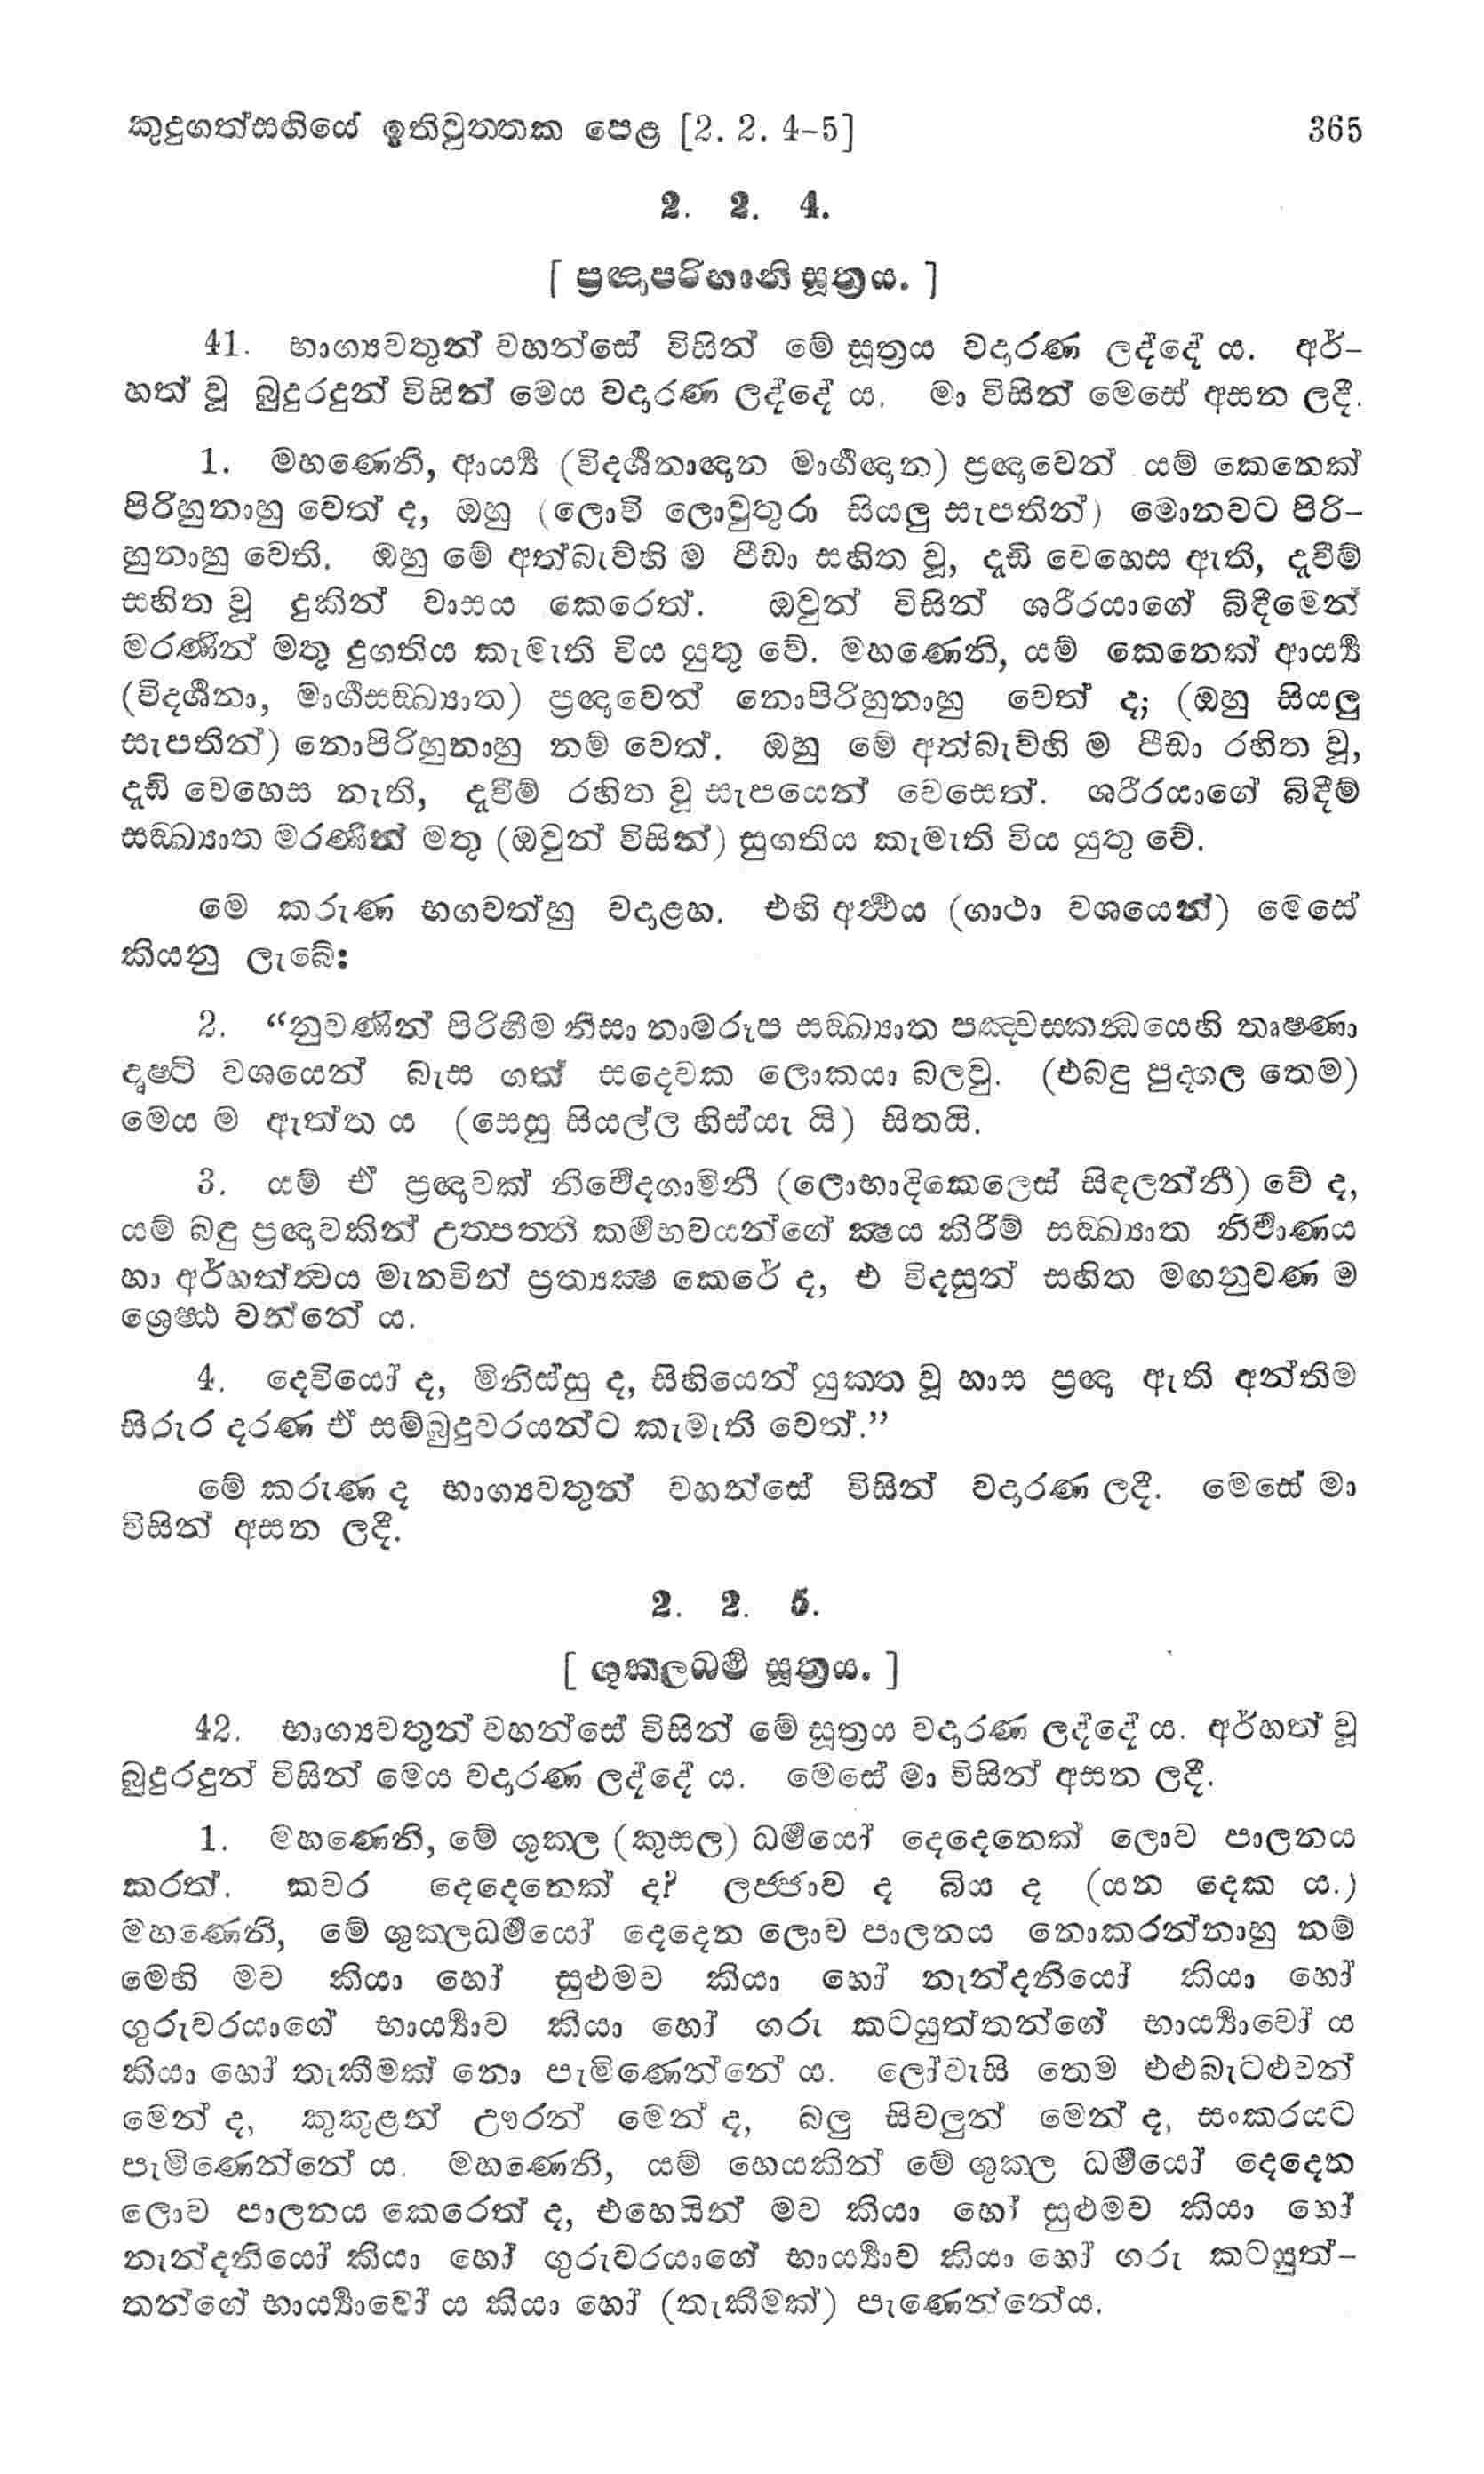 කුදුගත්සඟියේ ඉතිවුත්තක පෙළ [2. 2. 4-5] 365
2. 2. 4.
[ ප්‍රඥාපරිහානි සූත්‍රය. ]
41. භාග්‍යවතුන් වහන්සේ විසින් මේ සූත්‍රය වදාරණ ලද්දේ ය. අර්-
හත් වූ බුදුරදුන් විසින් මෙය වදාරණ ලද්දේ ය. මා විසින් මෙසේ අසන ලදී.
1. මහණෙනි, ආර්‍ය්‍ය (විදර්‍ශනාඥාන මාර්‍ගඥාන) ප්‍රඥාවෙන් යම් කෙනෙක්
පිරිහුනාහු වෙත් ද, ඔහු (ලොවි ලොවුතුරා සියලු සැපතින්) මොනවට පිරි-
හුනාහු වෙති. ඔහු මේ අත්බැව්හි ම පීඩා සහිත වූ, දැඩි වෙහෙස ඇති, දැවීම්
සහිත වූ දුකින් වාසය කෙරෙත්. ඔවුන් විසින් ශරීරයාගේ බිඳීමෙන්
මරණින් මතු දුගතිය කැමැති විය යුතු වේ. මහණෙනි, යම් කෙනෙක් ආර්‍ය්‍ය
(විදර්‍ශනා, මාර්‍ගසඞ්ඛ්‍යාත) ප්‍රඥාවෙන් නොපිරිහුනාහු වෙත් ද; (ඔහු සියලු
සැපතින්) නොපිරිහුනාහු නම් වෙත්. ඔහු මේ අත්බැව්හි ම පීඩා රහිත වූ,
දැඩි වෙහෙස නැති, දැවීම් රහිත වූ සැපයෙන් වෙසෙත්. ශරීරයාගේ බිඳීම්
සඞ්ඛ්‍යාත මරණින් මතු (ඔවුන් විසින්) සුගතිය කැමැති විය යුතු වේ.
මෙ කරුණ භගවත්හු වදාළහ. එහි අර්‍ත්‍ථය (ගාථා වශයෙන්) මෙසේ
කියනු ලැබේ:
2. “නුවණින් පිරිහීම නිසා නාමරූප සඞ්ඛ්‍යාත පඤ්චස්කන්‍ධයෙහි තෘෂ්ණා
දෘෂ්ටි වශයෙන් බැස ගත් සදෙවක ලොකයා බලවු. (එබඳු පුද්ගල තෙම)
මෙය ම ඇත්ත ය (සෙසු සියල්ල හිස්යැ යි) සිතයි.
3. යම් ඒ ප්‍රඥාවක් නිර්‍වේදගාමිනී (ලොභාදිකෙලෙස් සිඳලන්නී) වේ ද,
යම් බඳු ප්‍රඥාවකින් උත්පත්ති කර්‍මභවයන්ගේ ක්‍ෂය කිරීම් සඞ්ඛ්‍යාත නිර්‍වාණය
හා අර්හත්ත්‍වය මැනවින් ප්‍රත්‍යක්‍ෂ කෙරේ ද, එ විදසුන් සහිත මඟනුවණ ම
ශ්‍රෙෂ්ඨ වන්නේ ය.
4. දෙවියෝ ද, මිනිස්සු ද, සිහියෙන් යුක්ත වූ හාස ප්‍රඥා ඇති අන්තිම
සිරුර දරණ ඒ සම්බුදුවරයන්ට කැමැති වෙත්.”
මේ කරුණ ද භාග්‍යවතුන් වහන්සේ විසින් වදාරණ ලදී. මෙසේ මා
විසින් අසන ලදී.
2. 2. 5.
[ ශුක්ලධර්‍ම සූත්‍රය. ]
42. භාග්‍යවතුන් වහන්සේ විසින් මේ සූත්‍රය වදාරණ ලද්දේ ය. අර්හත් වූ
බුදුරදුන් විසින් මෙය වදාරණ ලද්දේ ය. මෙසේ මා විසින් අසන ලදී.
1. මහණෙනි, මේ ශුක්ල (කුසල) ධර්‍මයෝ දෙදෙනෙක් ලොව පාලනය
කරත්. කවර දෙදෙනෙක් ද? ලජ්ජාව ද බිය ද (යන දෙක ය.)
මහණෙනි, මේ ශුක්ලධර්‍මයෝ දෙදෙන ලොව පාලනය නොකරන්නාහු නම්
මෙහි මව කියා හෝ සුළුමව කියා හෝ නැන්දනියෝ කියා හෝ
ගුරුවරයාගේ භාර්‍ය්‍යාව කියා හෝ ගරු කටයුත්තන්ගේ භාර්‍ය්‍යාවෝ ය
කියා හෝ තැකීමක් නො පැමිණෙන්නේ ය. ලෝවැසි තෙම එළුබැටළුවන්
මෙන් ද, කුකුළන් ඌරන් මෙන් ද, බලු සිවලුන් මෙන් ද, සංකරයට
පැමිණෙන්නේ ය. මහණෙනි, යම් හෙයකින් මේ ශුක්ල ධර්‍මයෝ දෙදෙන
ලොව පාලනය කෙරෙත් ද, එහෙයින් මව කියා හෝ සුළුමව කියා හෝ
නැන්දනියෝ කියා හෝ ගුරුවරයාගේ භාර්‍ය්‍යාව කියා හෝ ගරු කටයුත්-
තන්ගේ භාර්‍ය්‍යාවෝ ය කියා හෝ (තැකීමක්) පැණෙන්නේය.